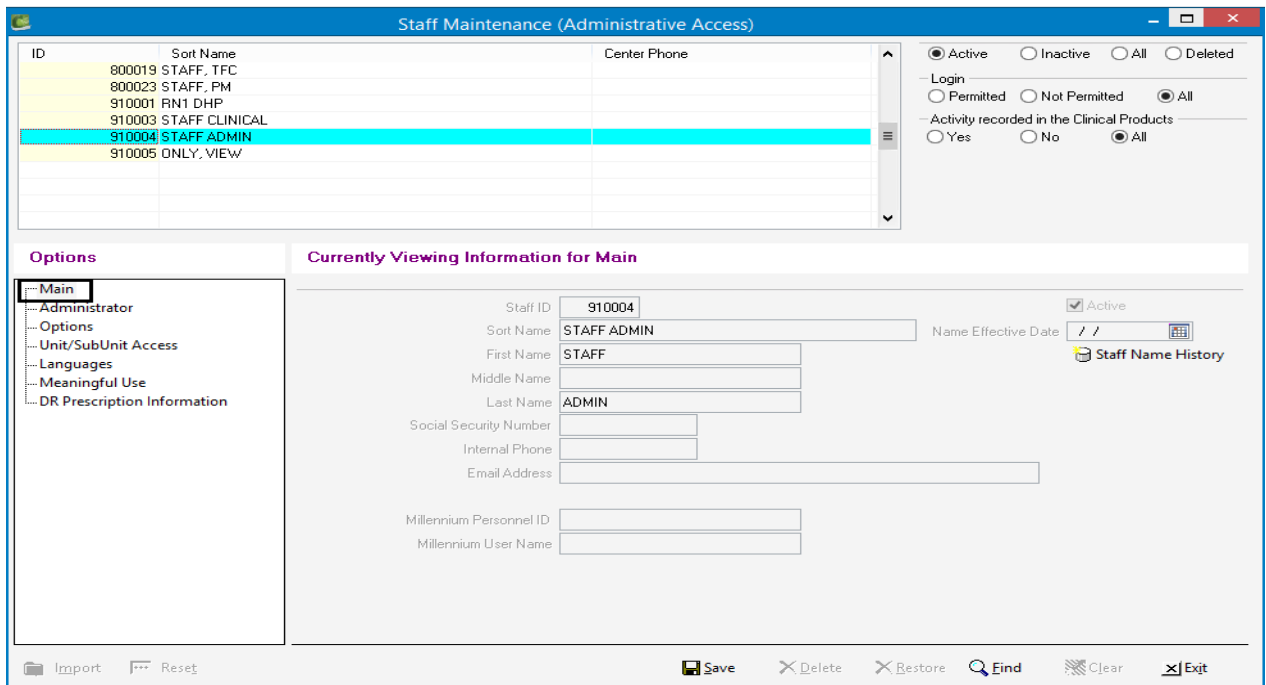 Staff Maintenance (Administrative Access)
ID Sort Name Center Phone
800019 STAFF, TFC
800023 STAFF, PM
910001 RN1 DHP
910003 STAFF CLINICAL
910004 STAFF ADMIN
910005 ONLY, VIEW
Active Inactive All Deleted
Login
Permitted Not Permitted All
Activity recorded in the Clinical Products
Yes No All
Options
Main
Administrator
Options
Unit/SubUnit Access
Languages
Meaningful Use
DR Prescription Information
Currently Viewing Information for Main
Staff ID 910004 Active
Sort Name STAFF ADMIN Name Effective Date / /
First Name STAFF Staff Name History
Middle Name
Last Name ADMIN
Social Security Number
Internal Phone
Email Address
Millennium Personnel ID
Millennium User Name
Import Reset Save Delete Restore Find Clear Exit